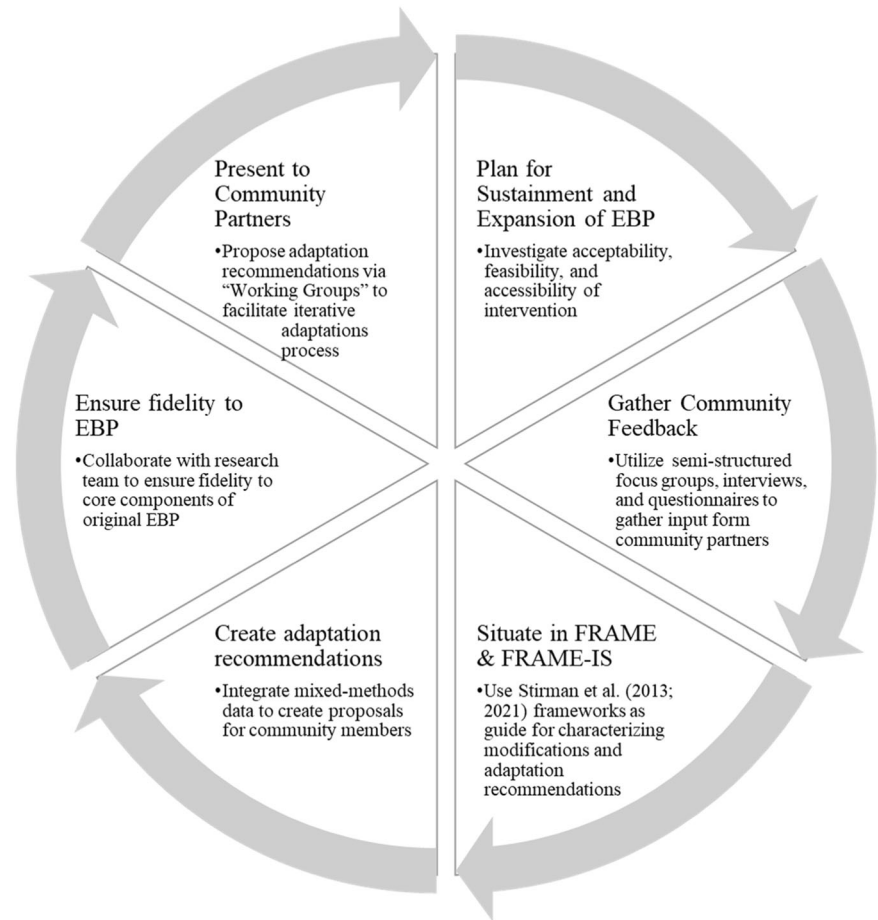 Present to
Community
Partners
•Propose adaptation
recommendations via
“Working Groups” to
facilitate iterative
adaptations
process
Plan for
Sustainment and
Expansion of EBP
•Investigate acceptability,
feasibility, and
accessibility of
intervention
Gather Community
Feedback
•Utilize semi-structured
focus groups, interviews,
and questionnaires to
gather input form
community partners
Situate in FRAME
& FRAME-IS
•Use Stirman et al. (2013;
2021) frameworks as
guide for characterizing
modifications and
adaptation
recommendations
Create adaptation
recommendations
•Integrate mixed-methods
data to create proposals
for community members
Ensure fidelity to
EBP
•Collaborate with research
team to ensure fidelity to
core components of
original EBP